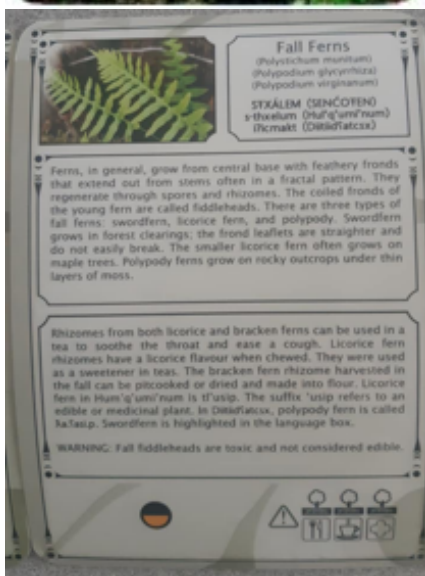 Fall Ferns
(Polystichum munitum)
(Polypodium glycyrrhiza)
(Polypodium virginanum)
STXÁLEM (SENĆOTEN)
s·thxelum (Hul'q'umi'num)
Ferns, in general, grow from central base with feathery fronds
that extend out from stems often in a fractal pattern. They
regenerate through spores and rhizomes. The coiled fronds of
the young fern are called fiddleheads. There are three types of
fall ferns: swordfern, licorice fern, and polypody. Swordfern
grows in forest clearings; the frond leaflets are straighter and
do not easily break. The smaller licorice fern often grows on
maple trees. Polypody ferns grow on rocky outcrops under thin
layers of moss.
Rhizomes from both licorice and bracken ferns can be used in a
tea to soothe the throat and ease a cough. Licorice fern
rhizomes have a licorice flavour when chewed. They were used
as a sweetener in teas. The bracken fern rhizome harvested in
the fall can be pitcooked or dried and made into flour. Licorice
fern in Hum'q'umi'num is tl'usip. The suffix 'usip refers to an
edible or medicinal plant. In polypody fern is called
Swordfern is highlighted in the language box.
WARNING: Fall fiddleheads are toxic and not considered edible.